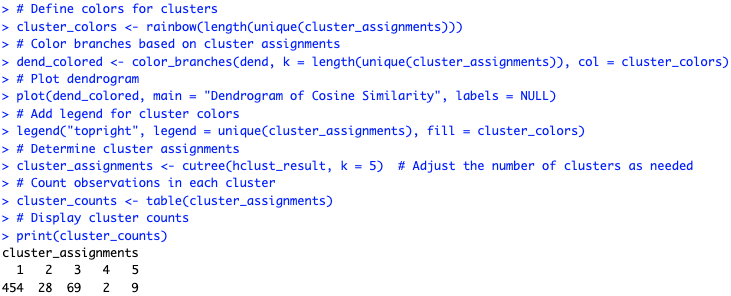 > # Define colors for clusters
> cluster_colors <- rainbow(length(unique(cluster_assignments)))
> # Color branches based on cluster assignments
> dend_colored <- color_branches(dend, k = length(unique(cluster_assignments)), col = cluster_colors)
> # Plot dendrogram
> plot(dend_colored, main = "Dendrogram of Cosine Similarity", labels = NULL)
> # Add legend for cluster colors
> legend("topright", legend = unique(cluster_assignments), fill = cluster_colors)
> # Determine cluster assignments
> cluster_assignments <- cutree(hclust_result, k = 5)  # Adjust the number of clusters as needed
> # Count observations in each cluster
> cluster_counts <- table(cluster_assignments)
> # Display cluster counts
> print(cluster_counts)
cluster_assignments
  1   2   3   4   5
454  28  69   2   9